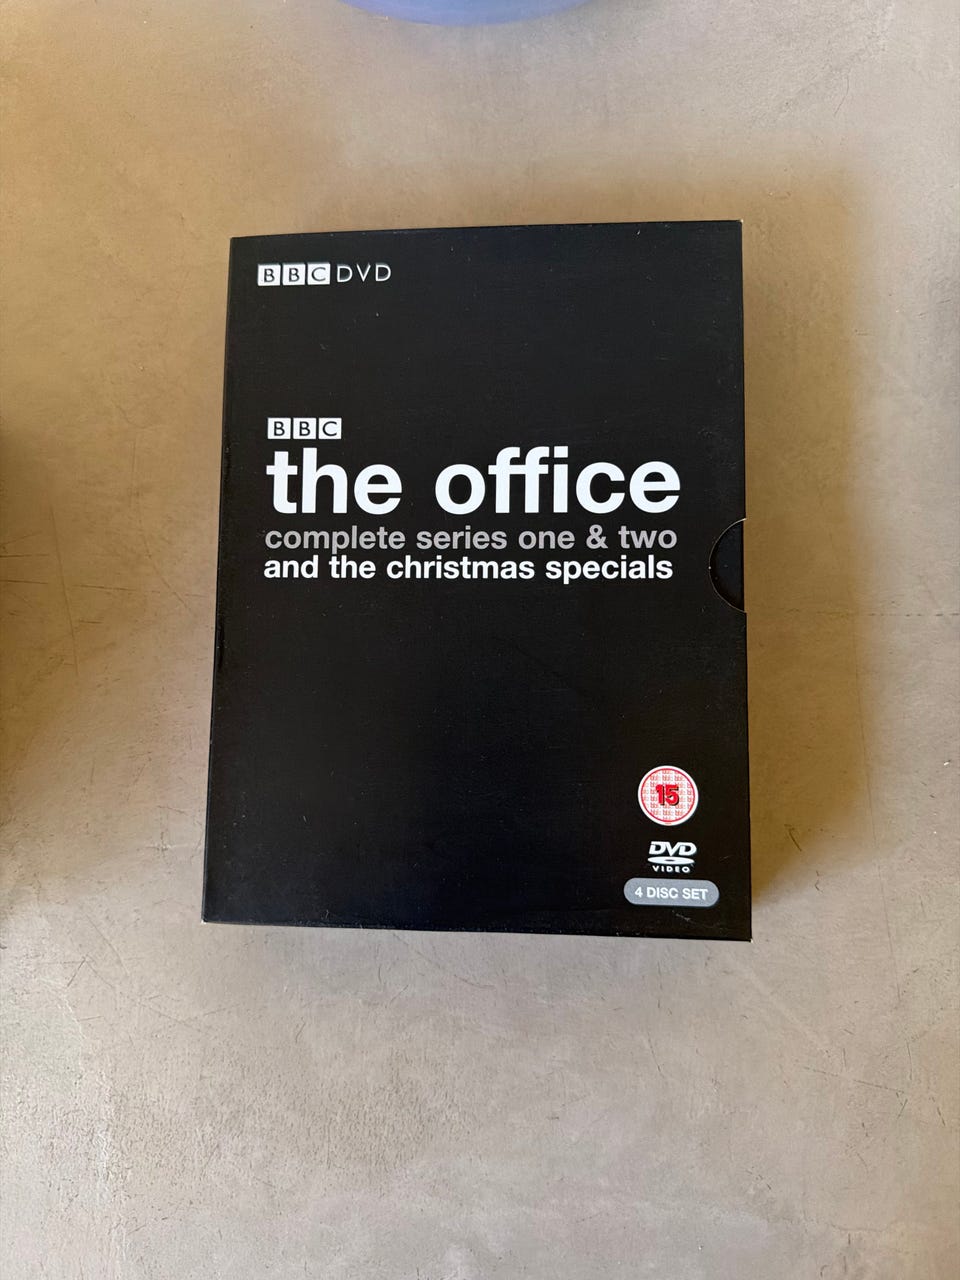 BBC DVD
BBC
the office
complete series one & two
and the christmas specials
15
DVD
VIDEO
4 DISC SET